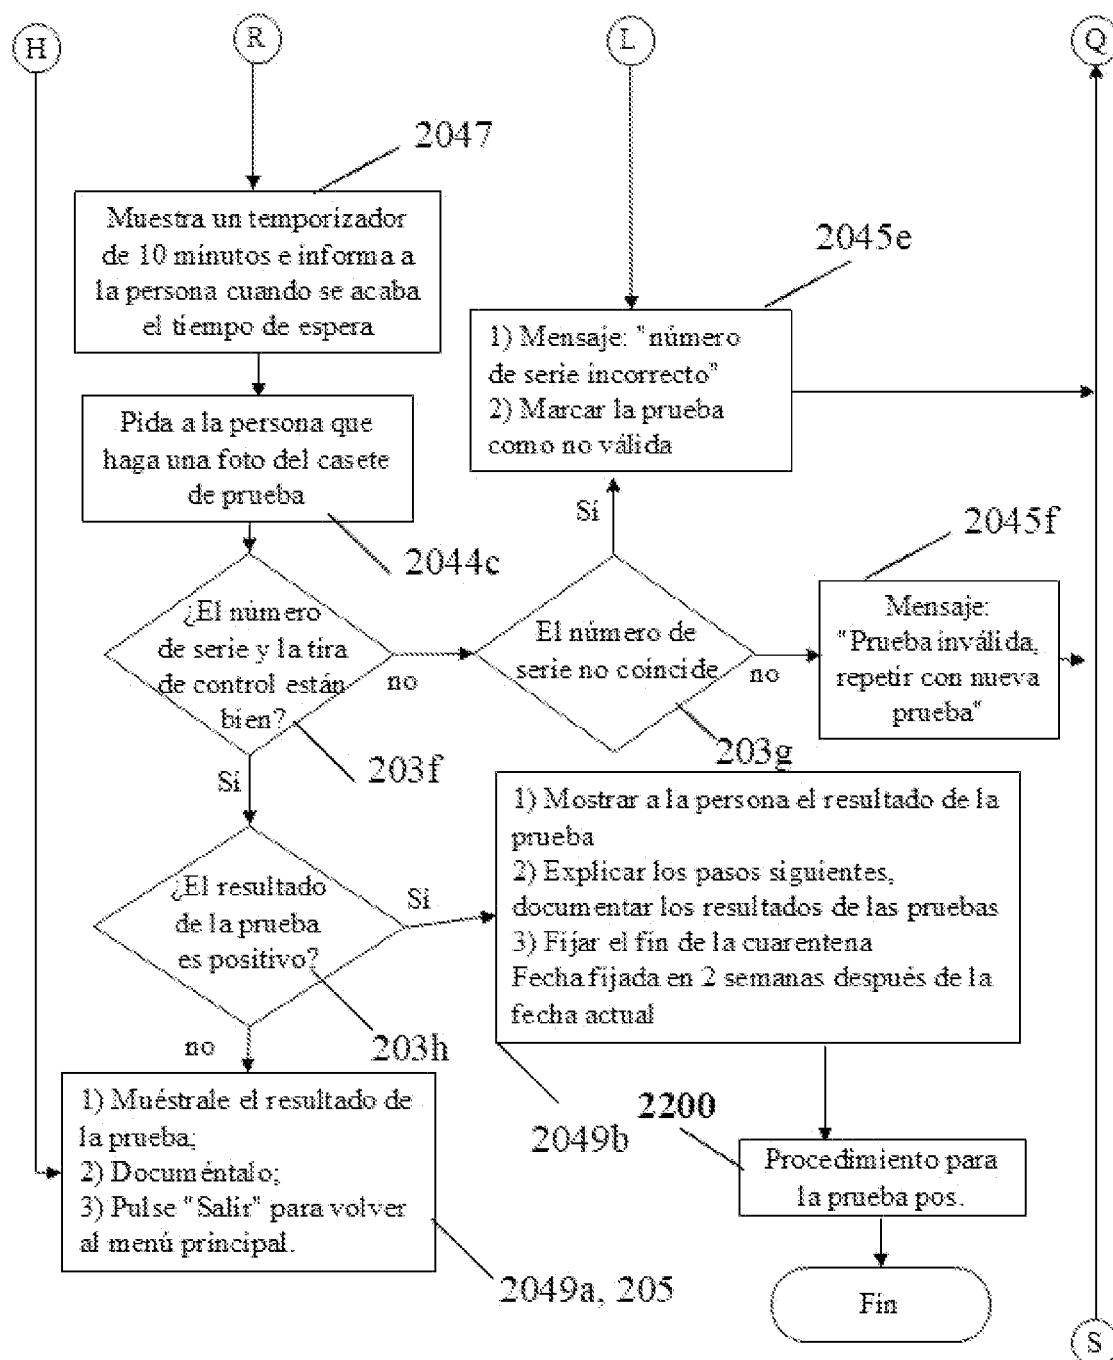 H
R
L
Q
2047
Muestra un temporizador
de 10 minutos e informa a
la persona cuando se acaba
el tiempo de espera
2045e
1) Mensaje: "número
de serie incorrecto"
2) Marcar la prueba
como no válida
Pida a la persona que
haga una foto del casete
de prueba
2044c
Sí
2045f
¿El número
de serie y la tira
de control están
bien?
no
203f
Sí
El número de
serie no coincide
no
203g
Mensaje:
"Prueba inválida,
repetir con nueva
prueba"
¿El resultado
de la prueba
es positivo?
Sí
203h
no
1) Mostrar a la persona el resultado de la
prueba
2) Explicar los pasos siguientes,
documentar los resultados de las pruebas
3) Fijar el fin de la cuarentena
Fecha fijada en 2 semanas después de la
fecha actual
2049b
1) Muéstrale el resultado de
la prueba;
2) Documéntalo;
3) Pulse "Salir" para volver
al menú principal.
2049a, 205
2200
Procedimiento para
la prueba pos.
Fin
S